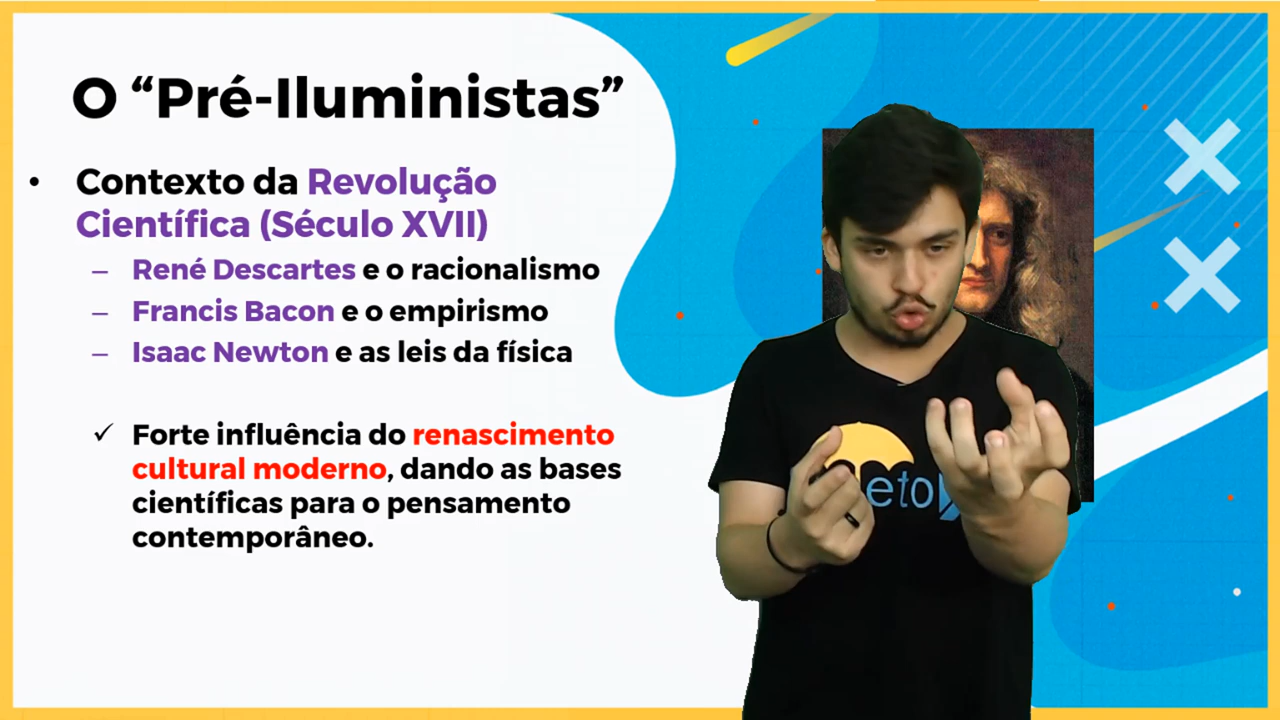 O “Pré-Iluministas”
• Contexto da Revolução
Científica (Século XVII)
– René Descartes e o racionalismo
– Francis Bacon e o empirismo
– Isaac Newton e as leis da física
✓ Forte influência do renascimento
cultural moderno, dando as bases
científicas para o pensamento
contemporâneo.